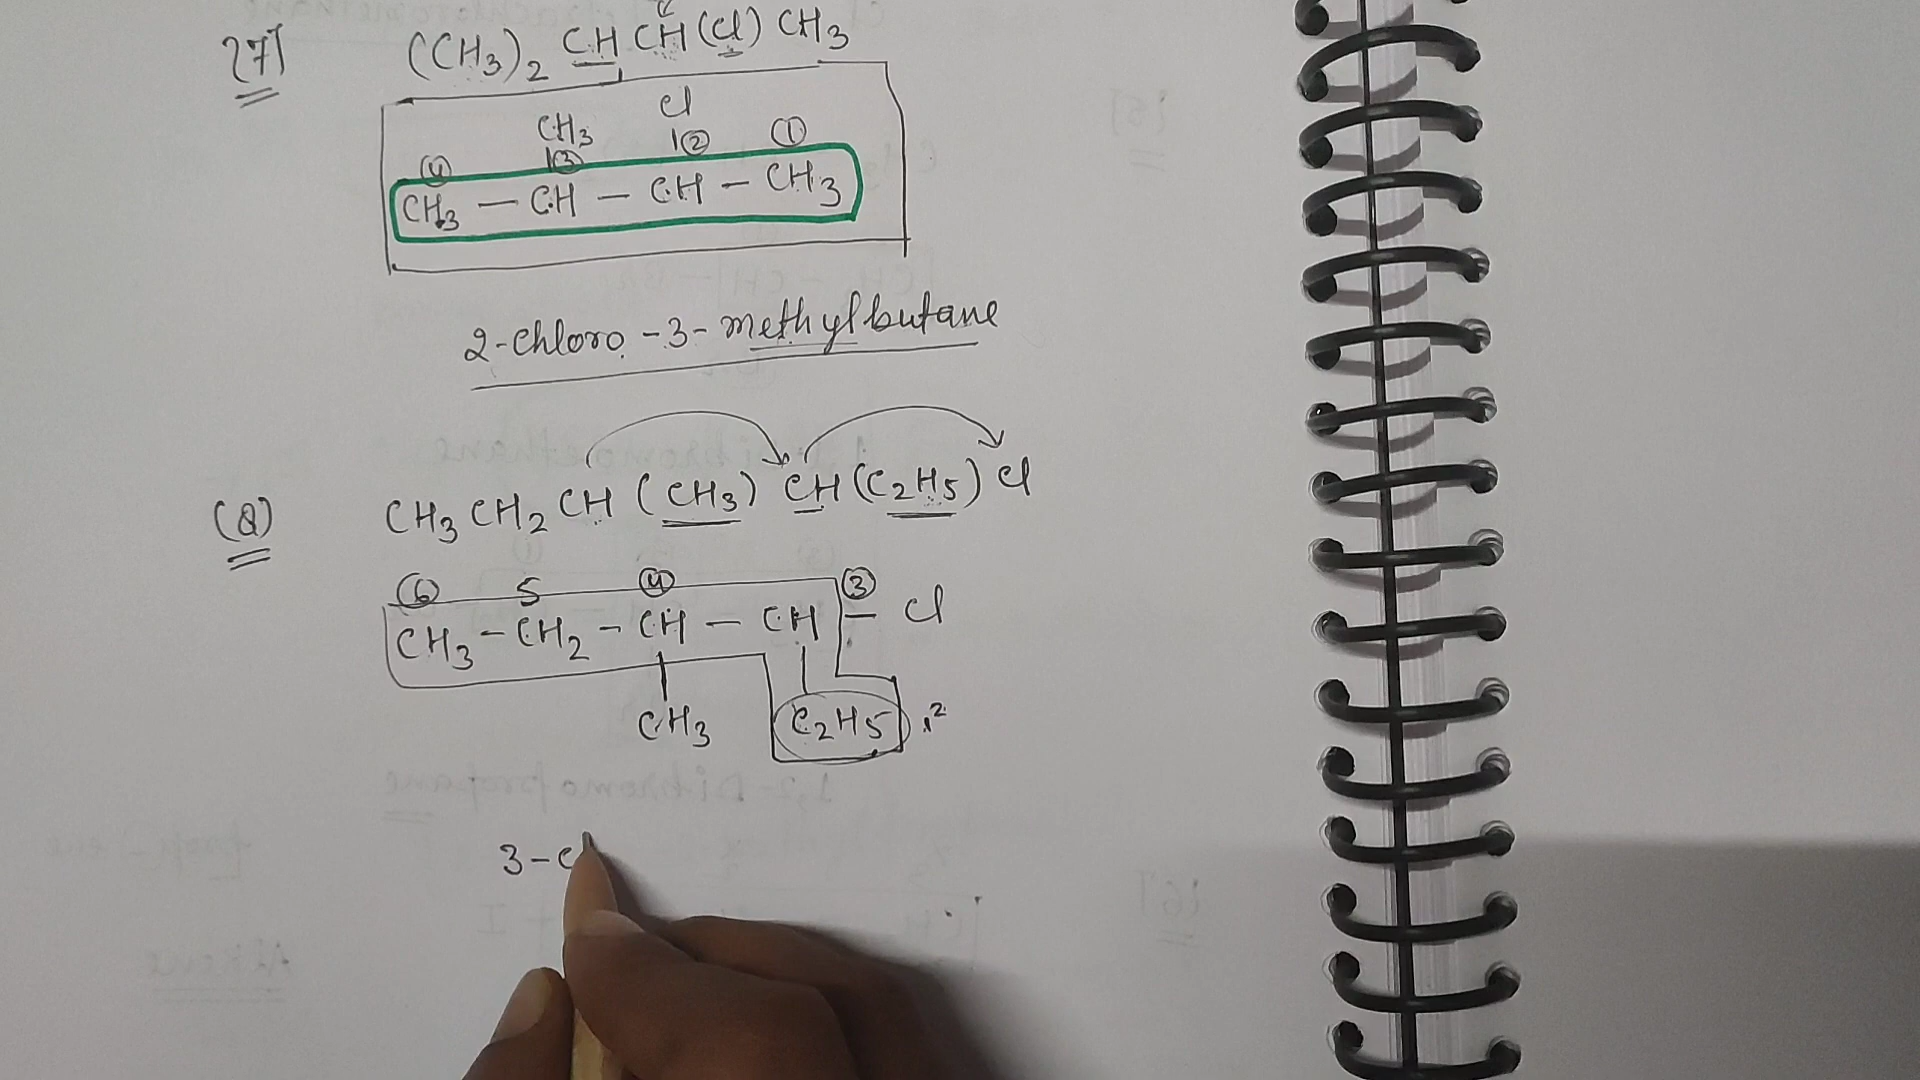 [7] (CH3)2 CH CH (Cl) CH3
CH3 Cl
④ ③ ② ①
CH3 – CH – CH – CH3
2-chloro-3-methylbutane
(Q) CH3 CH2 CH (CH3) CH (C2H5) Cl
⑥ 5 ④ ③
CH3 – CH2 – CH – CH – Cl
CH3 C2H5 1 2
3-c